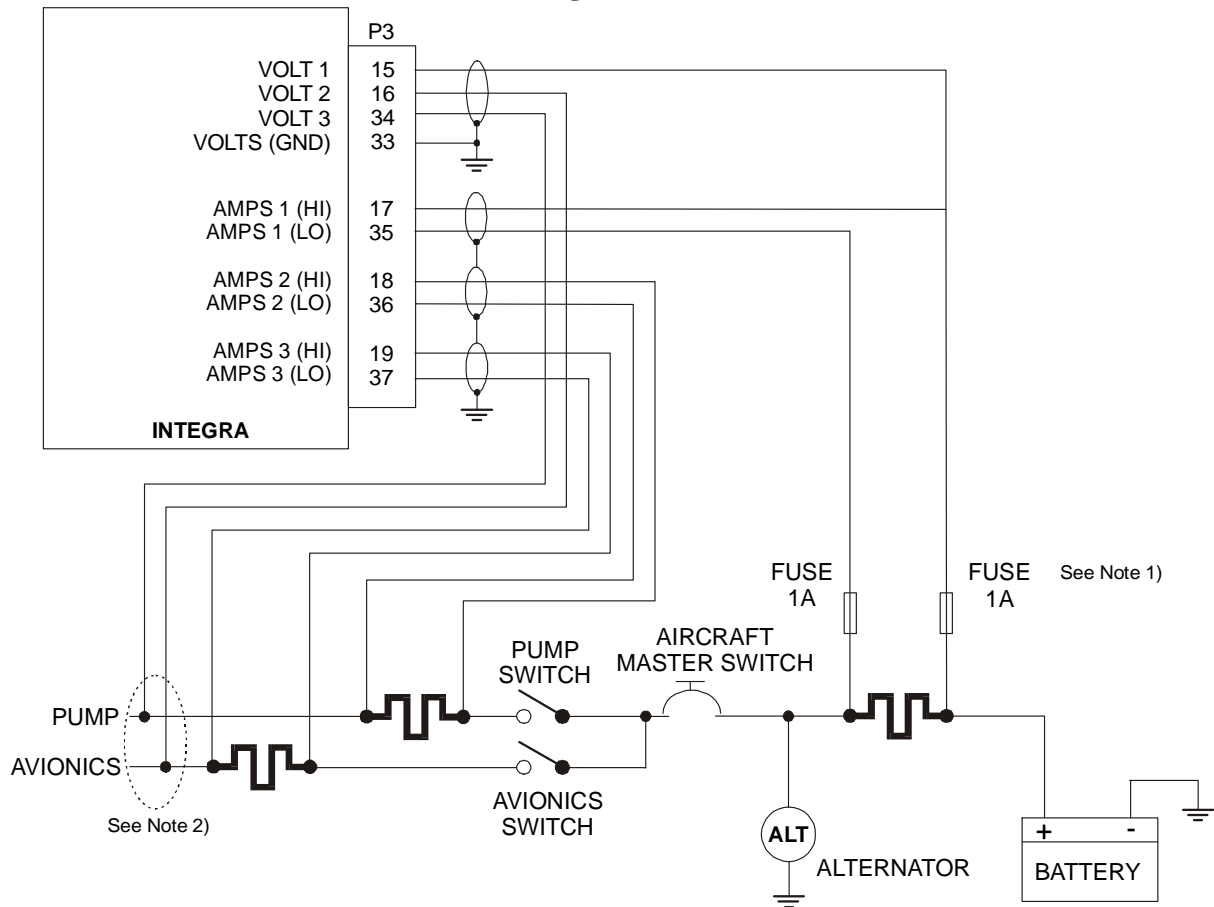 P3
VOLT 1 15
VOLT 2 16
VOLT 3 34
VOLTS (GND) 33
AMPS 1 (HI) 17
AMPS 1 (LO) 35
AMPS 2 (HI) 18
AMPS 2 (LO) 36
AMPS 3 (HI) 19
AMPS 3 (LO) 37
INTEGRA
FUSE
1A
FUSE
1A
See Note 1)
PUMP
SWITCH
AIRCRAFT
MASTER SWITCH
PUMP
AVIONICS
See Note 2)
AVIONICS
SWITCH
ALT
ALTERNATOR
+ -
BATTERY